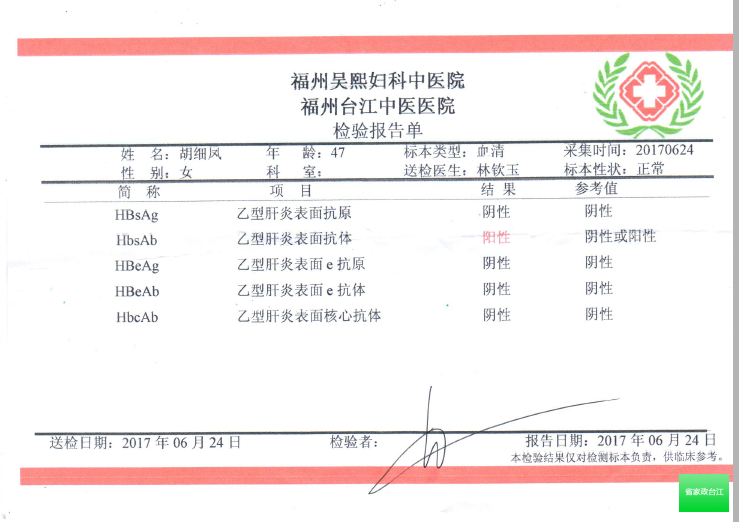 福州吴熙妇科中医院
福州台江中医医院
检验报告单
姓 名：胡细凤 年 龄：47 标本类型：血清 采集时间：20170624
性 别：女 科 室： 送检医生：林钦玉 标本性状：正常
简 称 项 目 结 果 参考值
HBsAg 乙型肝炎表面抗原 阴性 阴性
HbsAb 乙型肝炎表面抗体 阳性 阴性或阳性
HBeAg 乙型肝炎表面 e 抗原 阴性 阴性
HBeAb 乙型肝炎表面 e 抗体 阴性 阴性
HbcAb 乙型肝炎表面核心抗体 阴性 阴性
送检日期：2017 年 06 月 24 日 检验者： 报告日期：2017 年 06 月 24 日
本检验结果仅对检测标本负责，供临床参考。
省家政台江